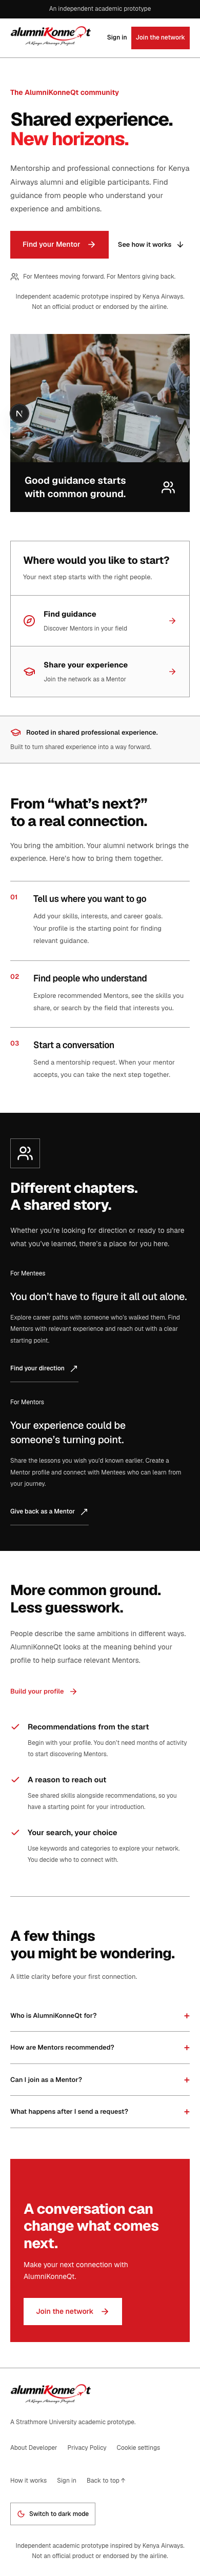 An independent academic prototype
alumniKonneQt
A Kenya Airways Project
Sign in
Join the network
The AlumniKonneQt community
Shared experience.
New horizons.
Mentorship and professional connections for Kenya
Airways alumni and eligible participants. Find
guidance from people who understand your
experience and ambitions.
Find your Mentor
See how it works
For Mentees moving forward. For Mentors giving back.
Independent academic prototype inspired by Kenya Airways.
Not an official product or endorsed by the airline.
N
Good guidance starts
with common ground.
Where would you like to start?
Your next step starts with the right people.
Find guidance
Discover Mentors in your field
Share your experience
Join the network as a Mentor
Rooted in shared professional experience.
Built to turn shared experience into a way forward.
From “what’s next?”
to a real connection.
You bring the ambition. Your alumni network brings the
experience. Here’s how to bring them together.
01
Tell us where you want to go
Add your skills, interests, and career goals.
Your profile is the starting point for finding
relevant guidance.
02
Find people who understand
Explore recommended Mentors, see the skills you
share, or search by the field that interests you.
03
Start a conversation
Send a mentorship request. When your mentor
accepts, you can take the next step together.
Different chapters.
A shared story.
Whether you’re looking for direction or ready to share
what you’ve learned, there’s a place for you here.
For Mentees
You don’t have to figure it all out alone.
Explore career paths with someone who’s walked them. Find
Mentors with relevant experience and reach out with a clear
starting point.
Find your direction
For Mentors
Your experience could be
someone’s turning point.
Share the lessons you wish you’d known earlier. Create a
Mentor profile and connect with Mentees who can learn from
your journey.
Give back as a Mentor
More common ground.
Less guesswork.
People describe the same ambitions in different ways.
AlumniKonneQt looks at the meaning behind your
profile to help surface relevant Mentors.
Build your profile
Recommendations from the start
Begin with your profile. You don’t need months of activity
to start discovering Mentors.
A reason to reach out
See shared skills alongside recommendations, so you
have a starting point for your introduction.
Your search, your choice
Use keywords and categories to explore your network.
You decide who to connect with.
A few things
you might be wondering.
A little clarity before your first connection.
Who is AlumniKonneQt for?
How are Mentors recommended?
Can I join as a Mentor?
What happens after I send a request?
A conversation can
change what comes
next.
Make your next connection with
AlumniKonneQt.
Join the network
alumniKonneQt
A Kenya Airways Project
A Strathmore University academic prototype.
About Developer
Privacy Policy
Cookie settings
How it works
Sign in
Back to top ↑
Switch to dark mode
Independent academic prototype inspired by Kenya Airways.
Not an official product or endorsed by the airline.